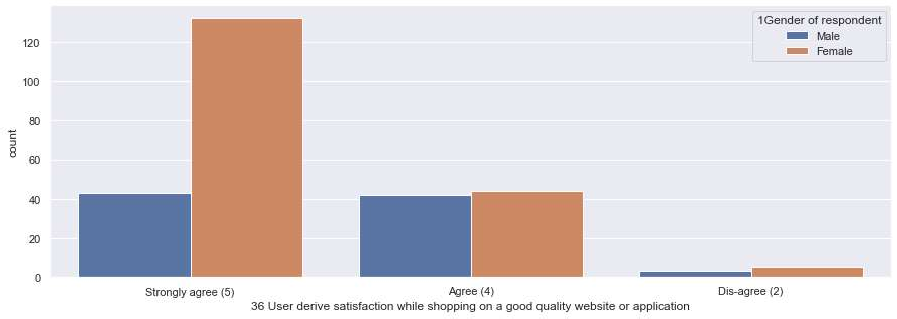 1Gender of respondent
Male
Female
count
120
100
80
60
40
20
0
Strongly agree (5) Agree (4) Dis-agree (2)
36 User derive satisfaction while shopping on a good quality website or application